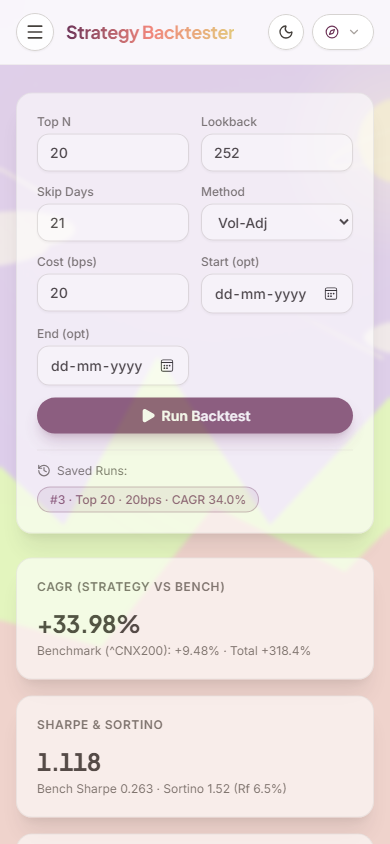 Strategy Backtester
Top N
Lookback
20
252
Skip Days
Method
21
Vol-Adj
Cost (bps)
Start (opt)
20
dd-mm-yyyy
End (opt)
dd-mm-yyyy
Run Backtest
Saved Runs:
#3 · Top 20 · 20bps · CAGR 34.0%
CAGR (STRATEGY VS BENCH)
+33.98%
Benchmark (^CNX200): +9.48% · Total +318.4%
SHARPE & SORTINO
1.118
Bench Sharpe 0.263 · Sortino 1.52 (Rf 6.5%)